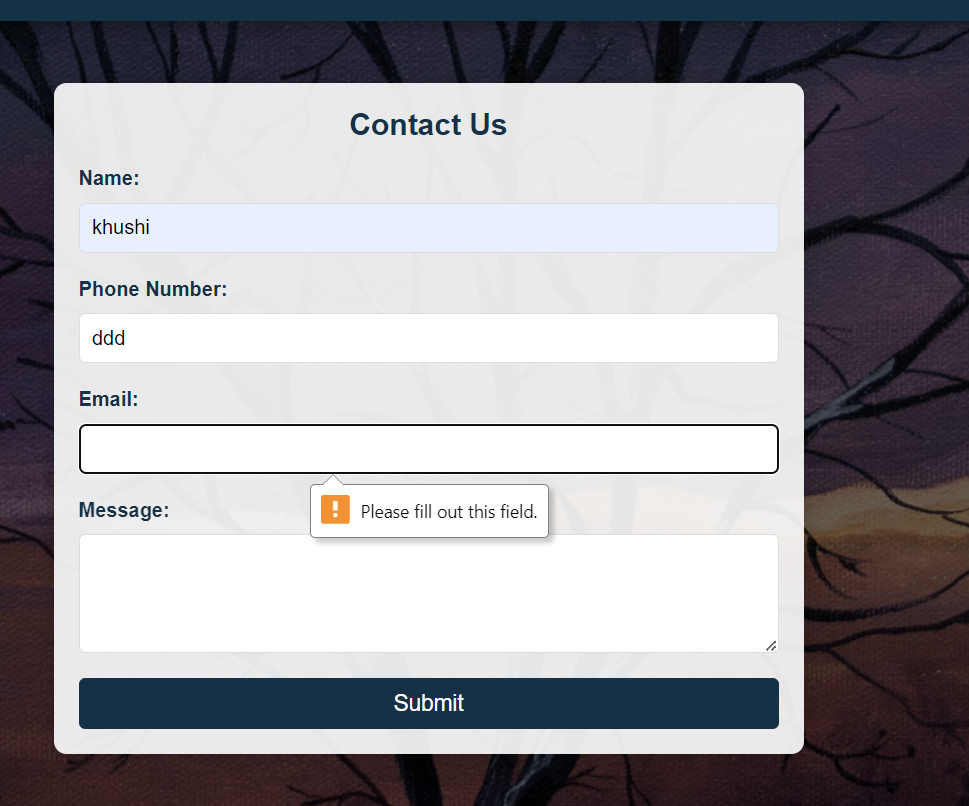 Contact Us
Name:
khushi
Phone Number:
ddd
Email:
Please fill out this field.
Message:
Submit